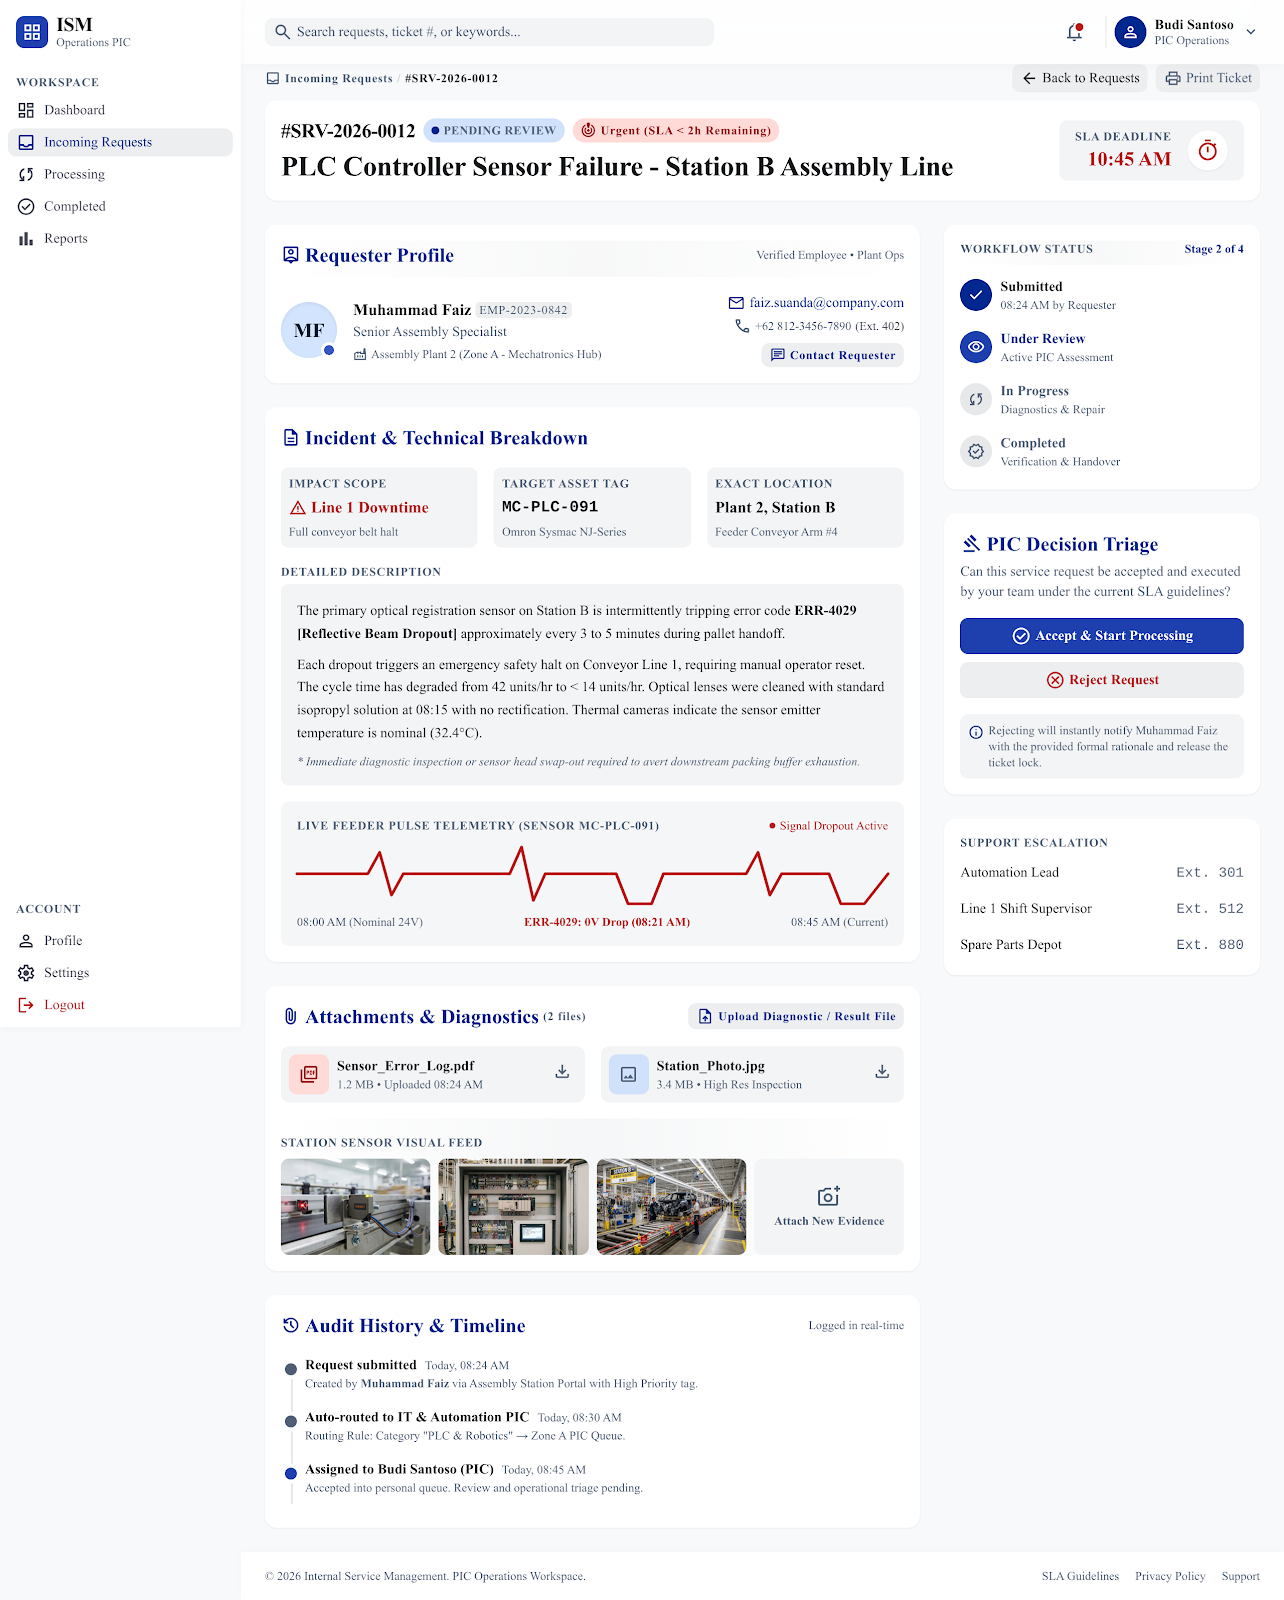 ISM
Operations PIC
WORKSPACE
Dashboard
Incoming Requests
Processing
Completed
Reports
ACCOUNT
Profile
Settings
Logout
Search requests, ticket #, or keywords...
Budi Santoso
PIC Operations
Incoming Requests / #SRV-2026-0012
Back to Requests
Print Ticket
#SRV-2026-0012
PENDING REVIEW
Urgent (SLA < 2h Remaining)
PLC Controller Sensor Failure - Station B Assembly Line
SLA DEADLINE
10:45 AM
Requester Profile
Verified Employee • Plant Ops
MF
Muhammad Faiz
EMP-2023-0842
Senior Assembly Specialist
Assembly Plant 2 (Zone A - Mechatronics Hub)
faiz.suanda@company.com
+62 812-3456-7890 (Ext. 402)
Contact Requester
Incident & Technical Breakdown
IMPACT SCOPE
Line 1 Downtime
Full conveyor belt halt
TARGET ASSET TAG
MC-PLC-091
Omron Sysmac NJ-Series
EXACT LOCATION
Plant 2, Station B
Feeder Conveyor Arm #4
DETAILED DESCRIPTION
The primary optical registration sensor on Station B is intermittently tripping error code ERR-4029
[Reflective Beam Dropout] approximately every 3 to 5 minutes during pallet handoff.
Each dropout triggers an emergency safety halt on Conveyor Line 1, requiring manual operator reset.
The cycle time has degraded from 42 units/hr to < 14 units/hr. Optical lenses were cleaned with standard
isopropyl solution at 08:15 with no rectification. Thermal cameras indicate the sensor emitter
temperature is nominal (32.4°C).
* Immediate diagnostic inspection or sensor head swap-out required to avert downstream packing buffer exhaustion.
LIVE FEEDER PULSE TELEMETRY (SENSOR MC-PLC-091)
Signal Dropout Active
08:00 AM (Nominal 24V)
ERR-4029: 0V Drop (08:21 AM)
08:45 AM (Current)
Attachments & Diagnostics (2 files)
Upload Diagnostic / Result File
PDF
Sensor_Error_Log.pdf
1.2 MB • Uploaded 08:24 AM
Station_Photo.jpg
3.4 MB • High Res Inspection
STATION SENSOR VISUAL FEED
Attach New Evidence
Audit History & Timeline
Logged in real-time
Request submitted Today, 08:24 AM
Created by Muhammad Faiz via Assembly Station Portal with High Priority tag.
Auto-routed to IT & Automation PIC Today, 08:30 AM
Routing Rule: Category "PLC & Robotics" → Zone A PIC Queue.
Assigned to Budi Santoso (PIC) Today, 08:45 AM
Accepted into personal queue. Review and operational triage pending.
WORKFLOW STATUS
Stage 2 of 4
Submitted
08:24 AM by Requester
Under Review
Active PIC Assessment
In Progress
Diagnostics & Repair
Completed
Verification & Handover
PIC Decision Triage
Can this service request be accepted and executed
by your team under the current SLA guidelines?
Accept & Start Processing
Reject Request
Rejecting will instantly notify Muhammad Faiz
with the provided formal rationale and release the
ticket lock.
SUPPORT ESCALATION
Automation Lead
Ext. 301
Line 1 Shift Supervisor
Ext. 512
Spare Parts Depot
Ext. 880
© 2026 Internal Service Management. PIC Operations Workspace.
SLA Guidelines
Privacy Policy
Support